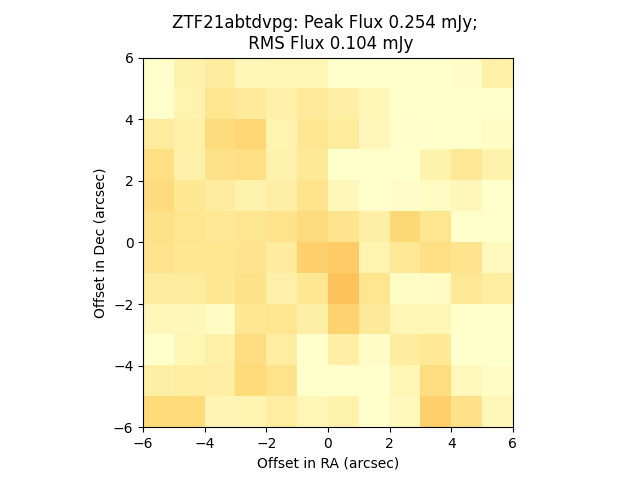 ZTF21abtdvpg: Peak Flux 0.254 mJy;
RMS Flux 0.104 mJy
6
4
2
0
−2
−4
−6
Offset in Dec (arcsec)
−6 −4 −2 0 2 4 6
Offset in RA (arcsec)